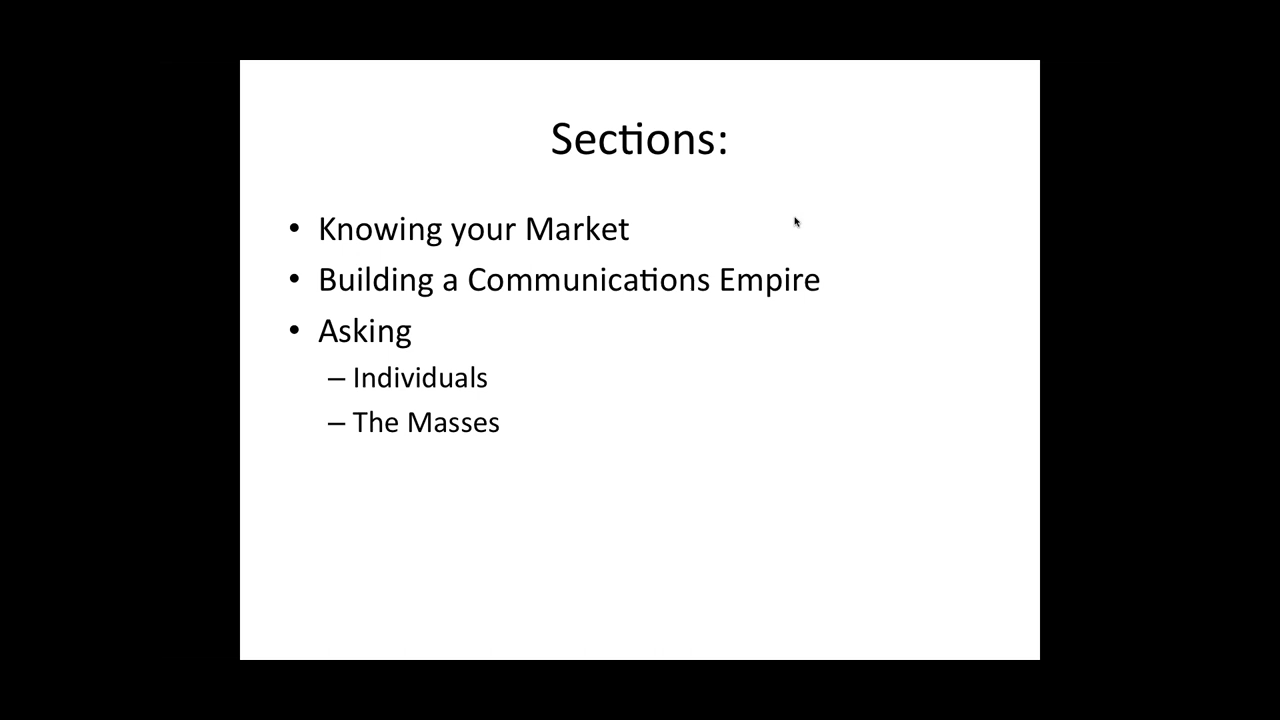 Sections:
• Knowing your Market
• Building a Communications Empire
• Asking
– Individuals
– The Masses